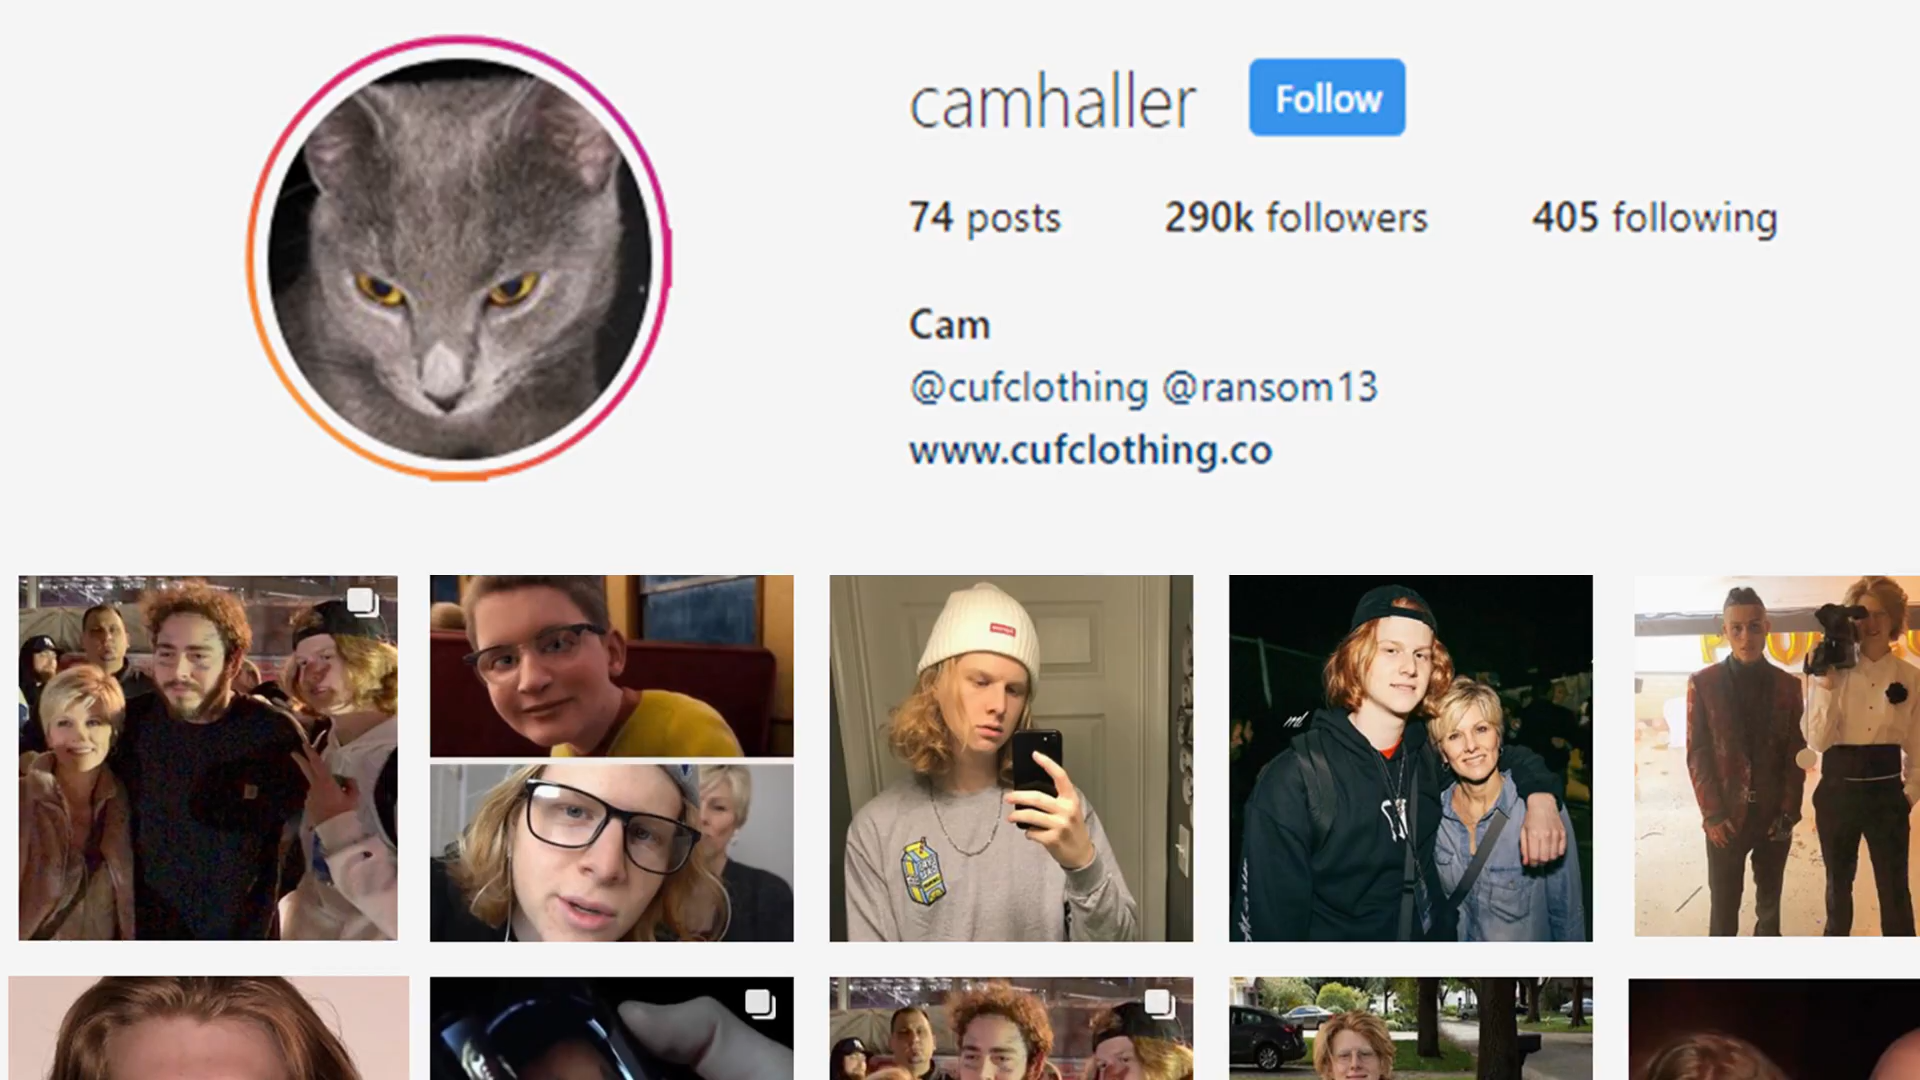 camhaller Follow
74 posts 290k followers 405 following
Cam
@cufclothing @ransom13
www.cufclothing.co